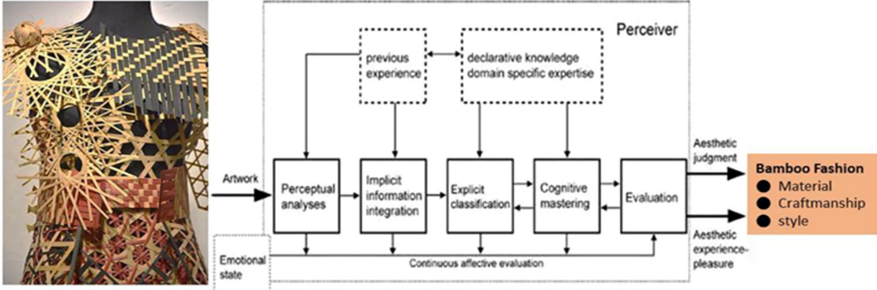 Perceiver
previous
experience
declarative knowledge
domain specific expertise
Artwork
Perceptual
analyses
Implicit
information
integration
Explicit
classification
Cognitive
mastering
Evaluation
Aesthetic
judgment
Aesthetic
experience–
pleasure
Emotional
state
Continuous affective evaluation
Bamboo Fashion
● Material
● Craftmanship
● style